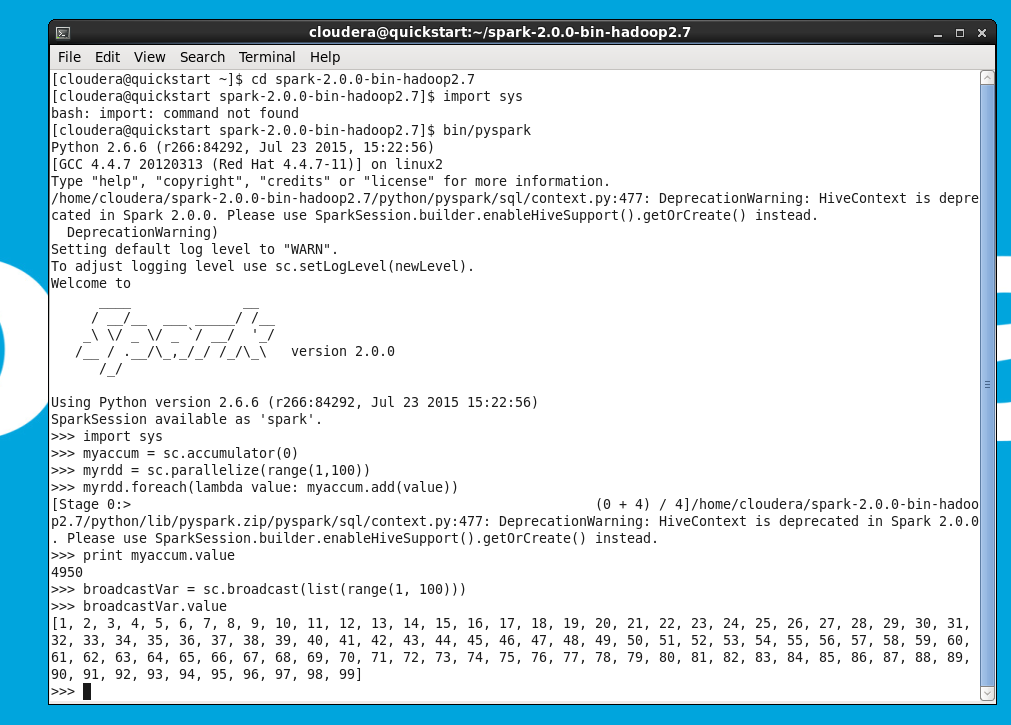 cloudera@quickstart:~/spark-2.0.0-bin-hadoop2.7
File Edit View Search Terminal Help
[cloudera@quickstart ~]$ cd spark-2.0.0-bin-hadoop2.7
[cloudera@quickstart spark-2.0.0-bin-hadoop2.7]$ import sys
bash: import: command not found
[cloudera@quickstart spark-2.0.0-bin-hadoop2.7]$ bin/pyspark
Python 2.6.6 (r266:84292, Jul 23 2015, 15:22:56)
[GCC 4.4.7 20120313 (Red Hat 4.4.7-11)] on linux2
Type "help", "copyright", "credits" or "license" for more information.
/home/cloudera/spark-2.0.0-bin-hadoop2.7/python/pyspark/sql/context.py:477: DeprecationWarning: HiveContext is depre
cated in Spark 2.0.0. Please use SparkSession.builder.enableHiveSupport().getOrCreate() instead.
  DeprecationWarning)
Setting default log level to "WARN".
To adjust logging level use sc.setLogLevel(newLevel).
Welcome to
      ____              __
     / __/__  ___ _____/ /__
    _\ \/ _ \/ _ `/ __/  '_/
   /__ / .__/\_,_/_/ /_/\_\   version 2.0.0
      /_/
Using Python version 2.6.6 (r266:84292, Jul 23 2015 15:22:56)
SparkSession available as 'spark'.
>>> import sys
>>> myaccum = sc.accumulator(0)
>>> myrdd = sc.parallelize(range(1,100))
>>> myrdd.foreach(lambda value: myaccum.add(value))
[Stage 0:>                                                          (0 + 4) / 4]/home/cloudera/spark-2.0.0-bin-hadoo
p2.7/python/lib/pyspark.zip/pyspark/sql/context.py:477: DeprecationWarning: HiveContext is deprecated in Spark 2.0.0
. Please use SparkSession.builder.enableHiveSupport().getOrCreate() instead.
>>> print myaccum.value
4950
>>> broadcastVar = sc.broadcast(list(range(1, 100)))
>>> broadcastVar.value
[1, 2, 3, 4, 5, 6, 7, 8, 9, 10, 11, 12, 13, 14, 15, 16, 17, 18, 19, 20, 21, 22, 23, 24, 25, 26, 27, 28, 29, 30, 31,
32, 33, 34, 35, 36, 37, 38, 39, 40, 41, 42, 43, 44, 45, 46, 47, 48, 49, 50, 51, 52, 53, 54, 55, 56, 57, 58, 59, 60,
61, 62, 63, 64, 65, 66, 67, 68, 69, 70, 71, 72, 73, 74, 75, 76, 77, 78, 79, 80, 81, 82, 83, 84, 85, 86, 87, 88, 89,
90, 91, 92, 93, 94, 95, 96, 97, 98, 99]
>>>